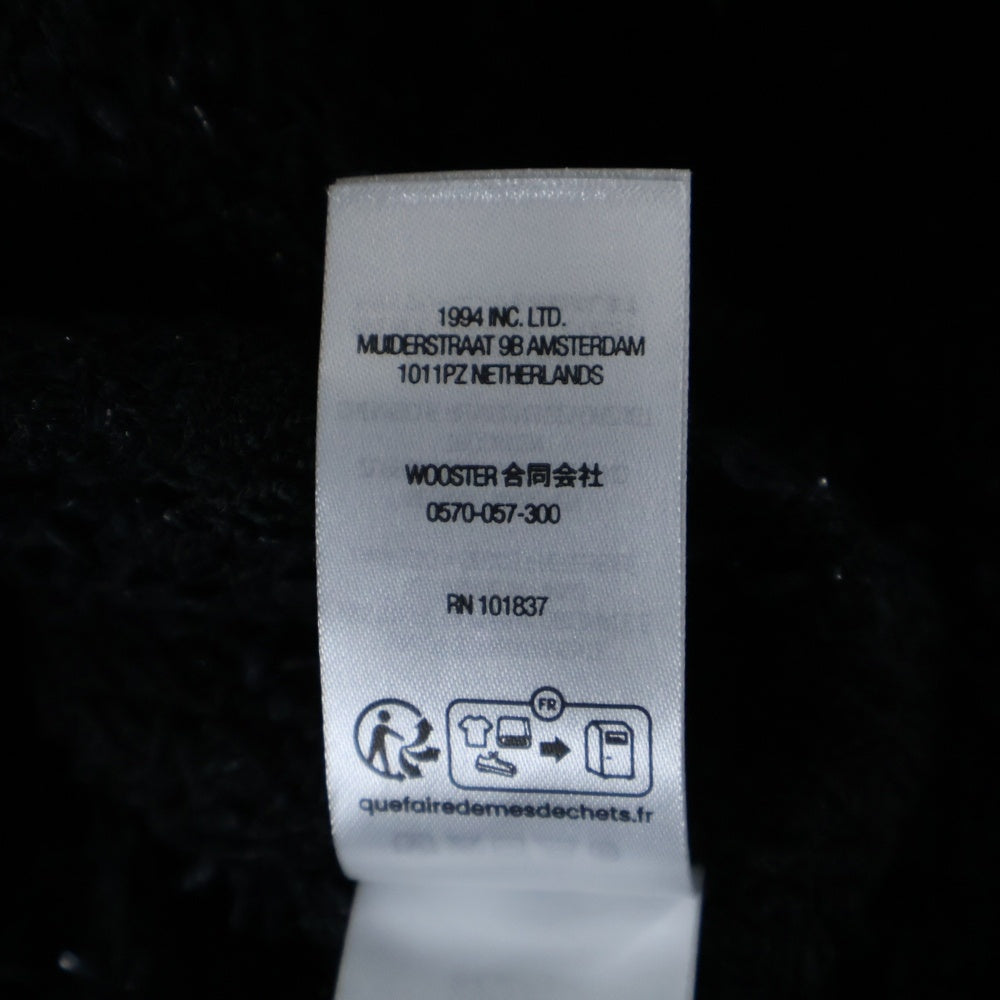 1994 INC. LTD.
MUIDERSTRAAT 9B AMSTERDAM
1011PZ NETHERLANDS
WOOSTER 合同会社
0570-057-300
RN 101837
FR
quefairedemesdechets.fr